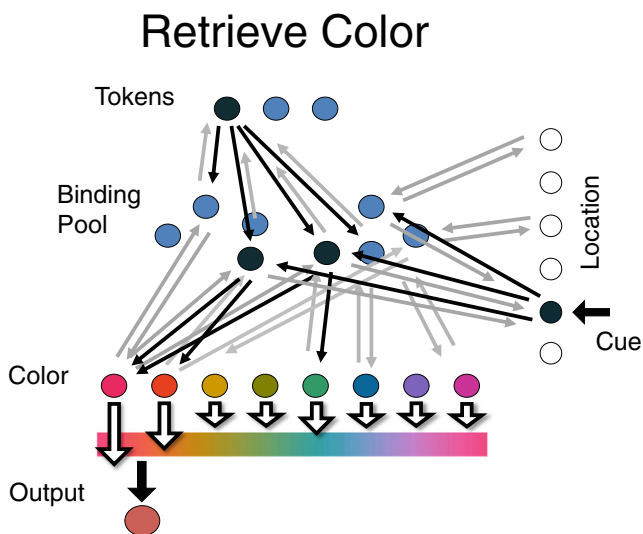 Retrieve Color
Tokens
Binding
Pool
Location
Cue
Color
Output